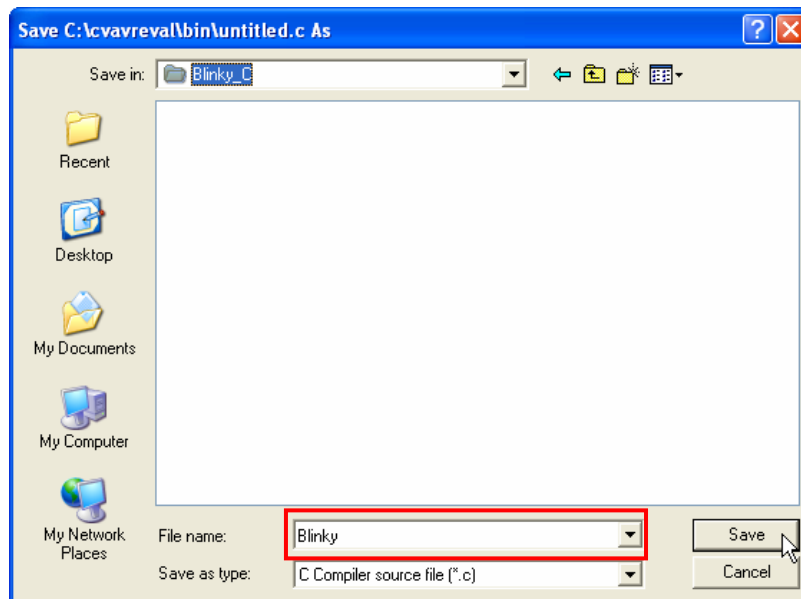 Save C:\cvavreval\bin\untitled.c As
Save in:
Blinky_C
Recent
Desktop
My Documents
My Computer
My Network
Places
File name:
Blinky
Save
Save as type:
C Compiler source file (*.c)
Cancel